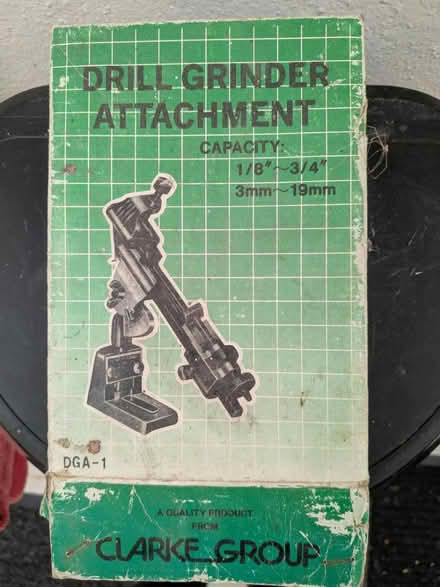 DRILL GRINDER
ATTACHMENT
CAPACITY:
1/8"~3/4"
3mm~19mm
DGA-1
A QUALITY PRODUCT
FROM
CLARKE GROUP